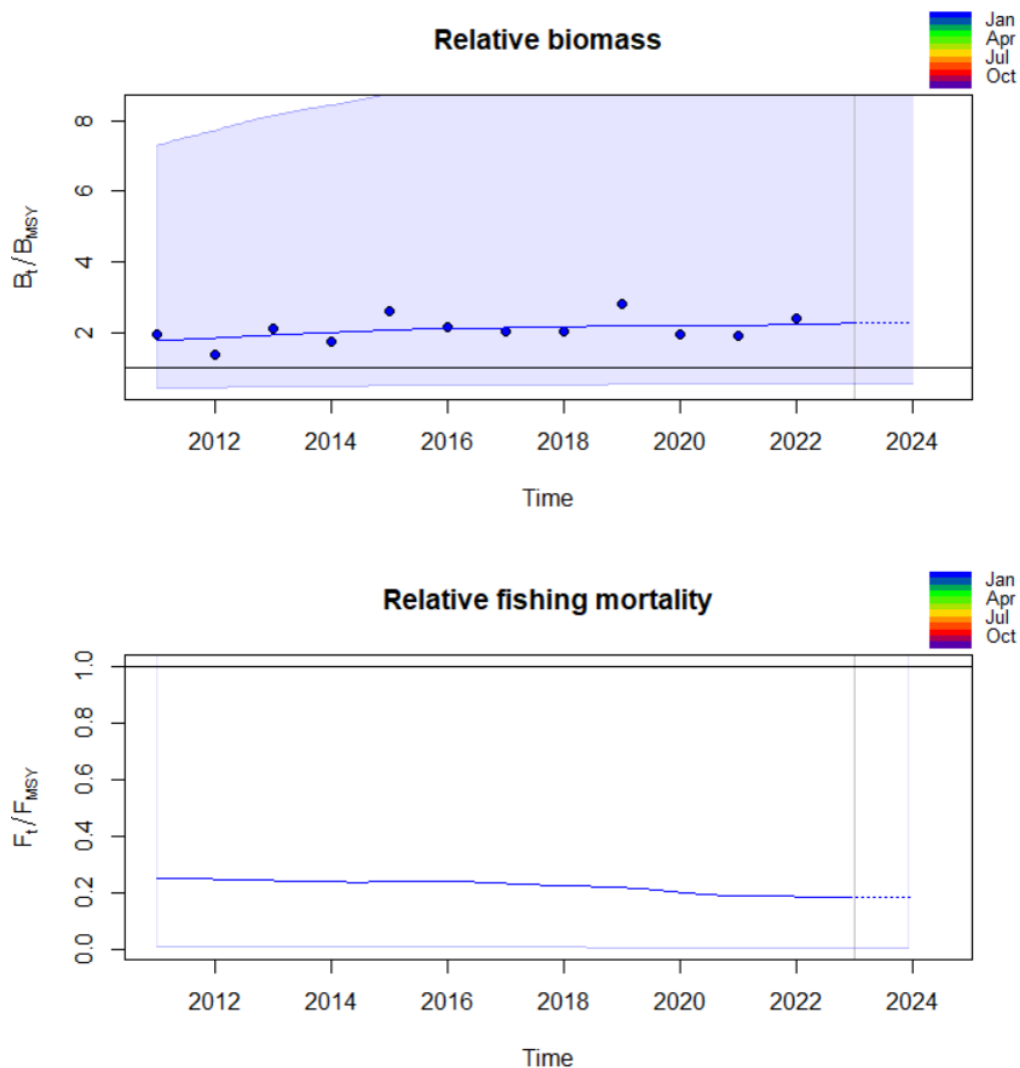 Relative biomass
Jan
Apr
Jul
Oct
Bt/BMSY
8
6
4
2
2012 2014 2016 2018 2020 2022 2024
Time
Relative fishing mortality
Jan
Apr
Jul
Oct
Ft/FMSY
1.0
0.8
0.6
0.4
0.2
0.0
2012 2014 2016 2018 2020 2022 2024
Time